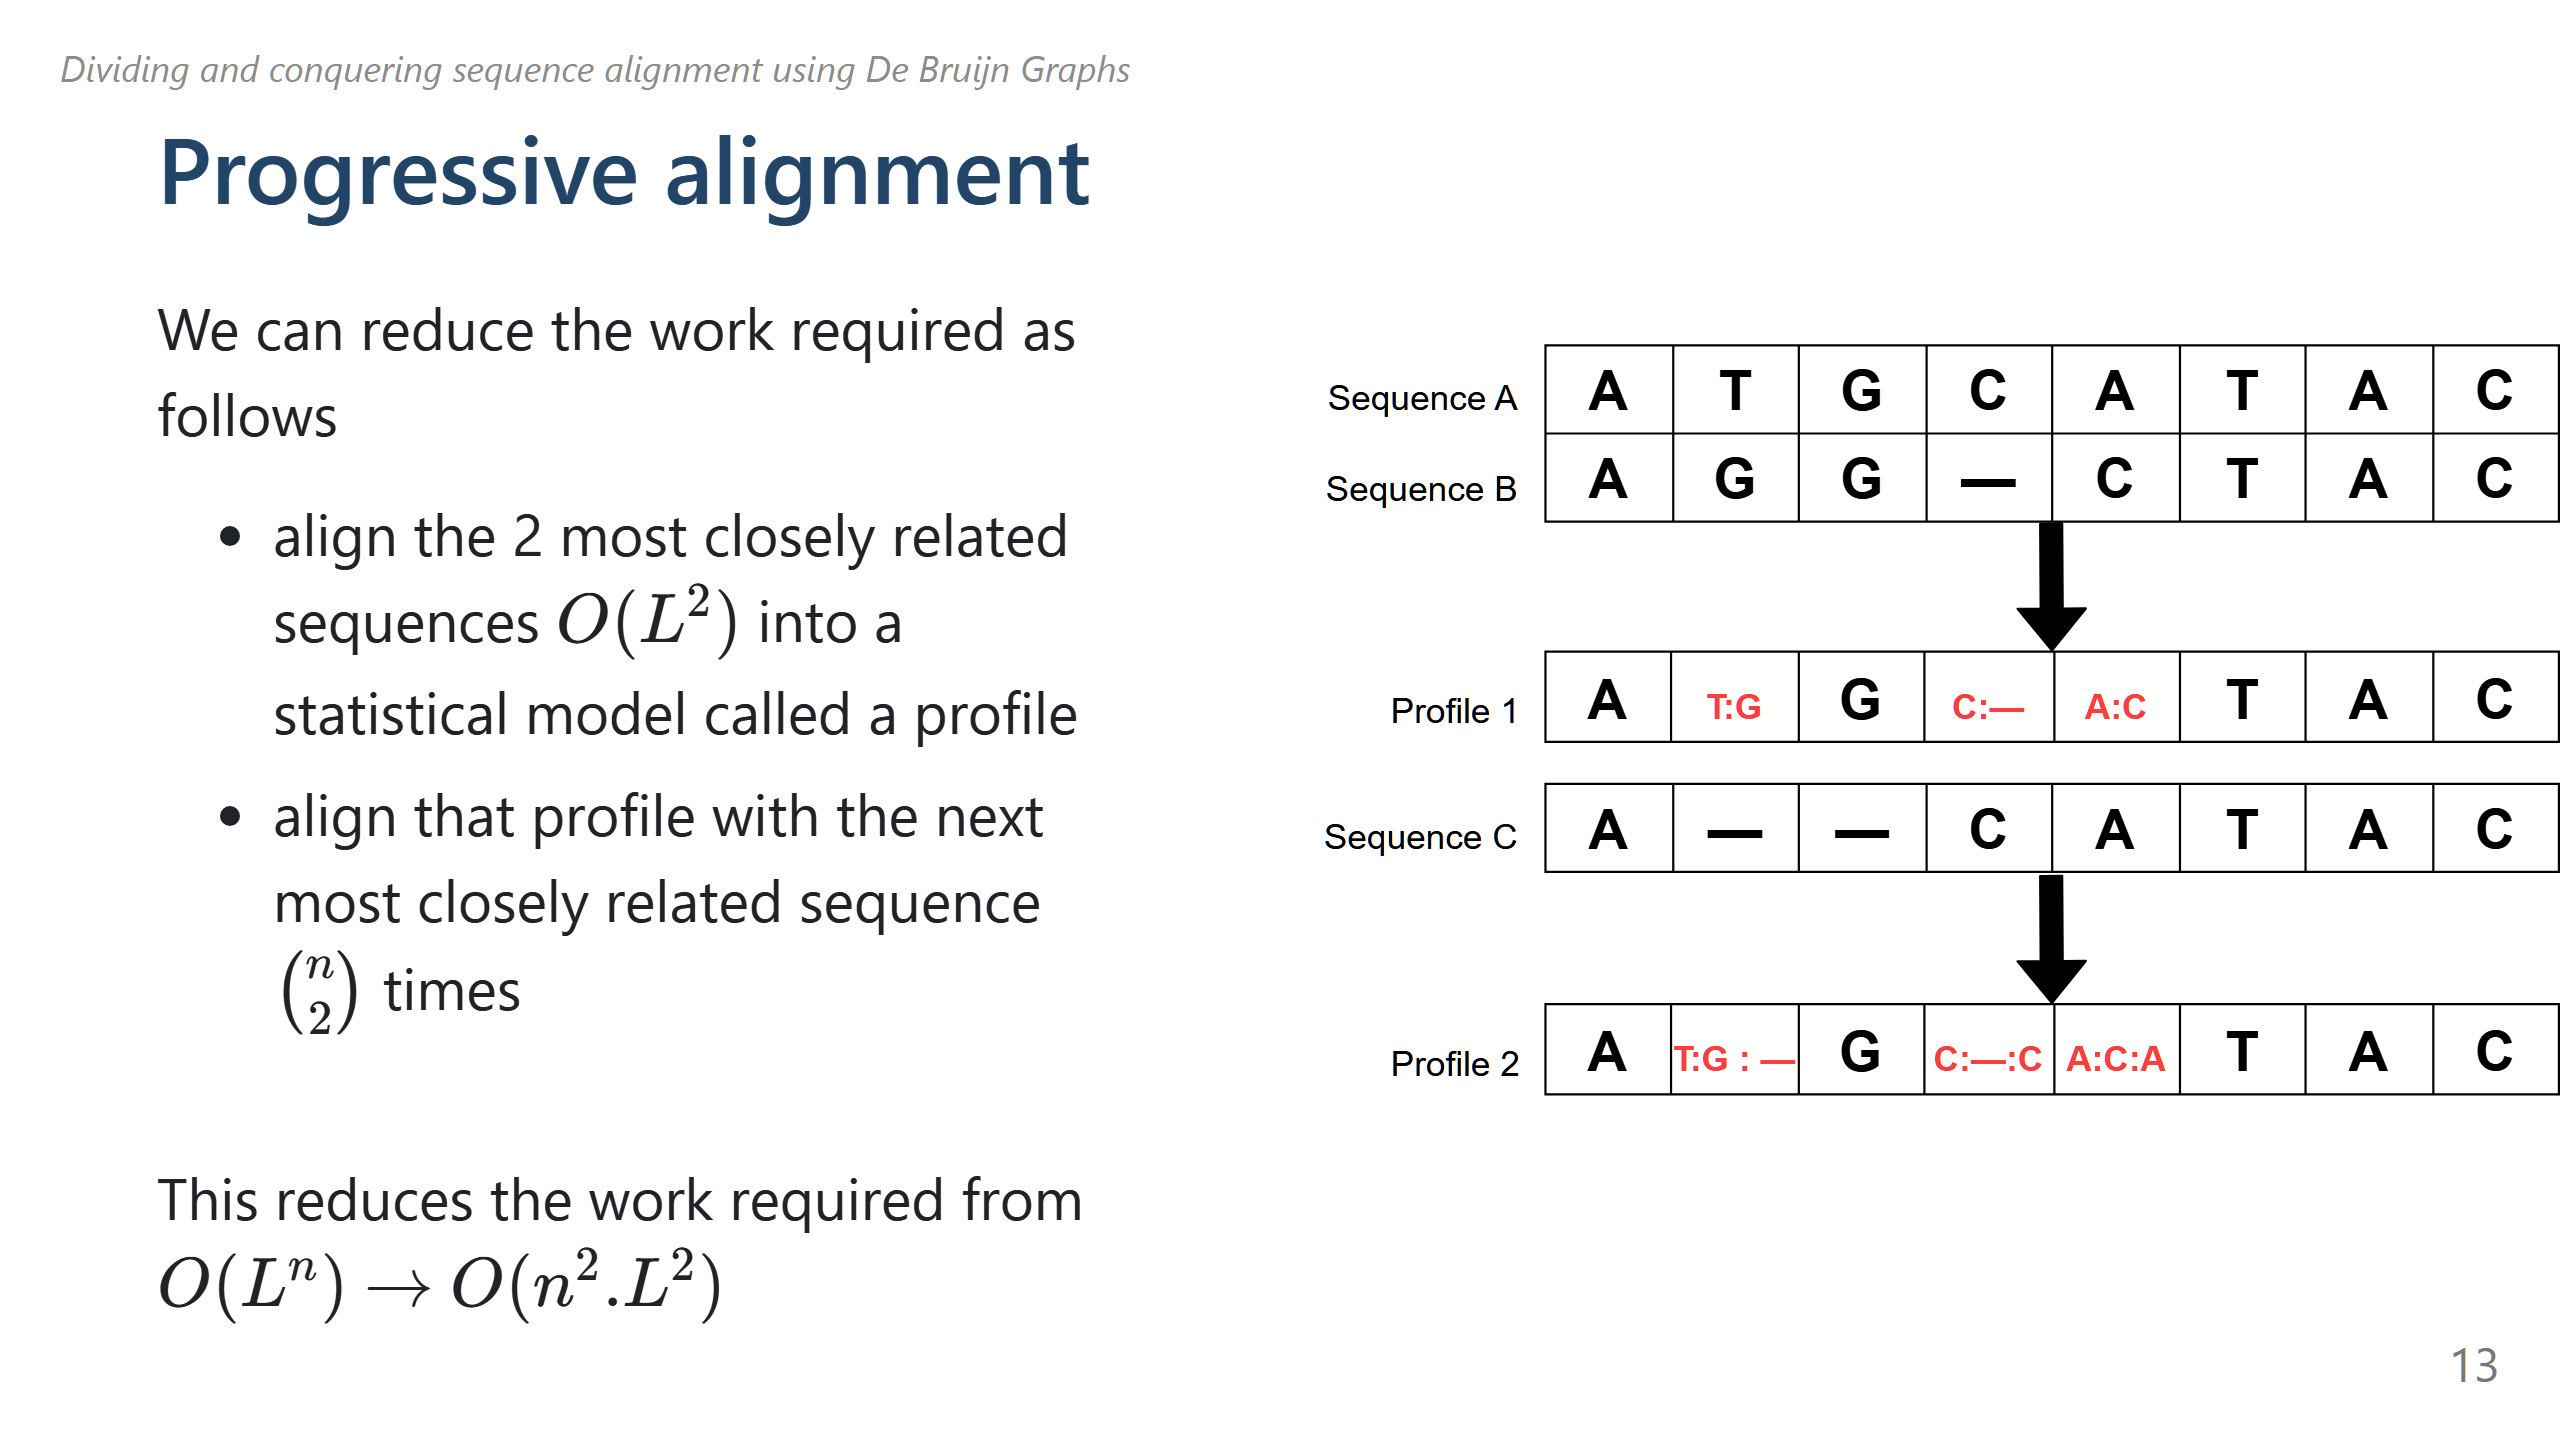 Dividing and conquering sequence alignment using De Bruijn Graphs
Progressive alignment
We can reduce the work required as
follows
• align the 2 most closely related
sequences O(L²) into a
statistical model called a profile
• align that profile with the next
most closely related sequence
(n 2) times
This reduces the work required from
O(Lⁿ) → O(n².L²)
Sequence A A T G C A T A C
Sequence B A G G — C T A C
Profile 1 A T:G G C:— A:C T A C
Sequence C A — — C A T A C
Profile 2 A T:G : — G C:—:C A:C:A T A C
13